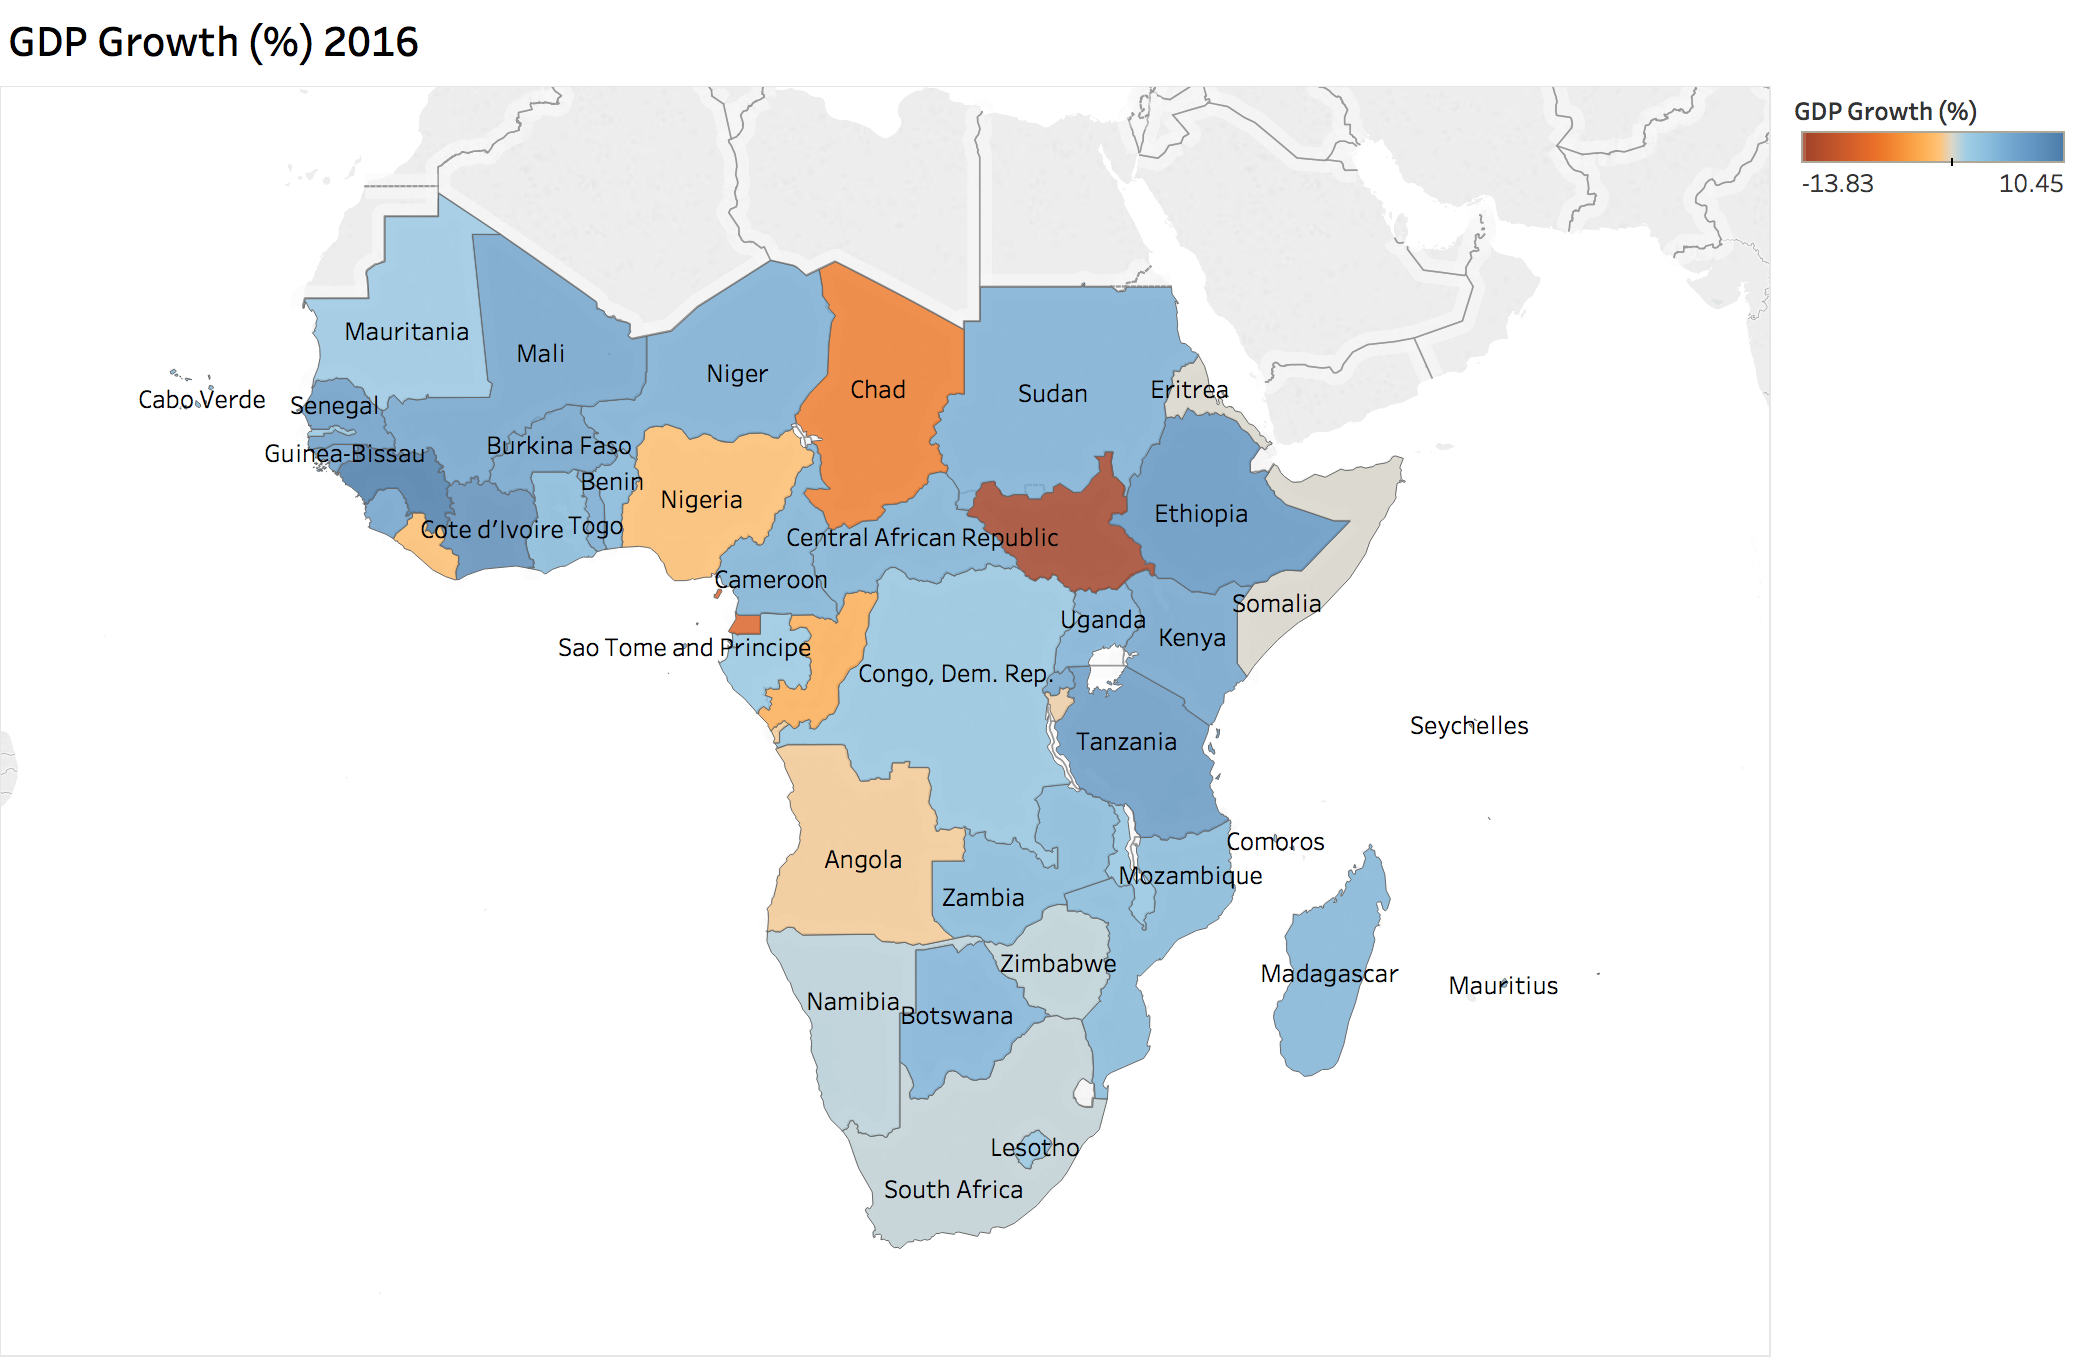 GDP Growth (%) 2016
GDP Growth (%)
-13.83
10.45
Mauritania
Mali
Niger
Chad
Sudan
Eritrea
Cabo Verde
Senegal
Guinea-Bissau
Burkina Faso
Benin
Nigeria
Ethiopia
Cote d’Ivoire
Togo
Central African Republic
Cameroon
Somalia
Uganda
Kenya
Sao Tome and Principe
Congo, Dem. Rep.
Seychelles
Tanzania
Comoros
Angola
Mozambique
Zambia
Zimbabwe
Madagascar
Mauritius
Namibia
Botswana
Lesotho
South Africa